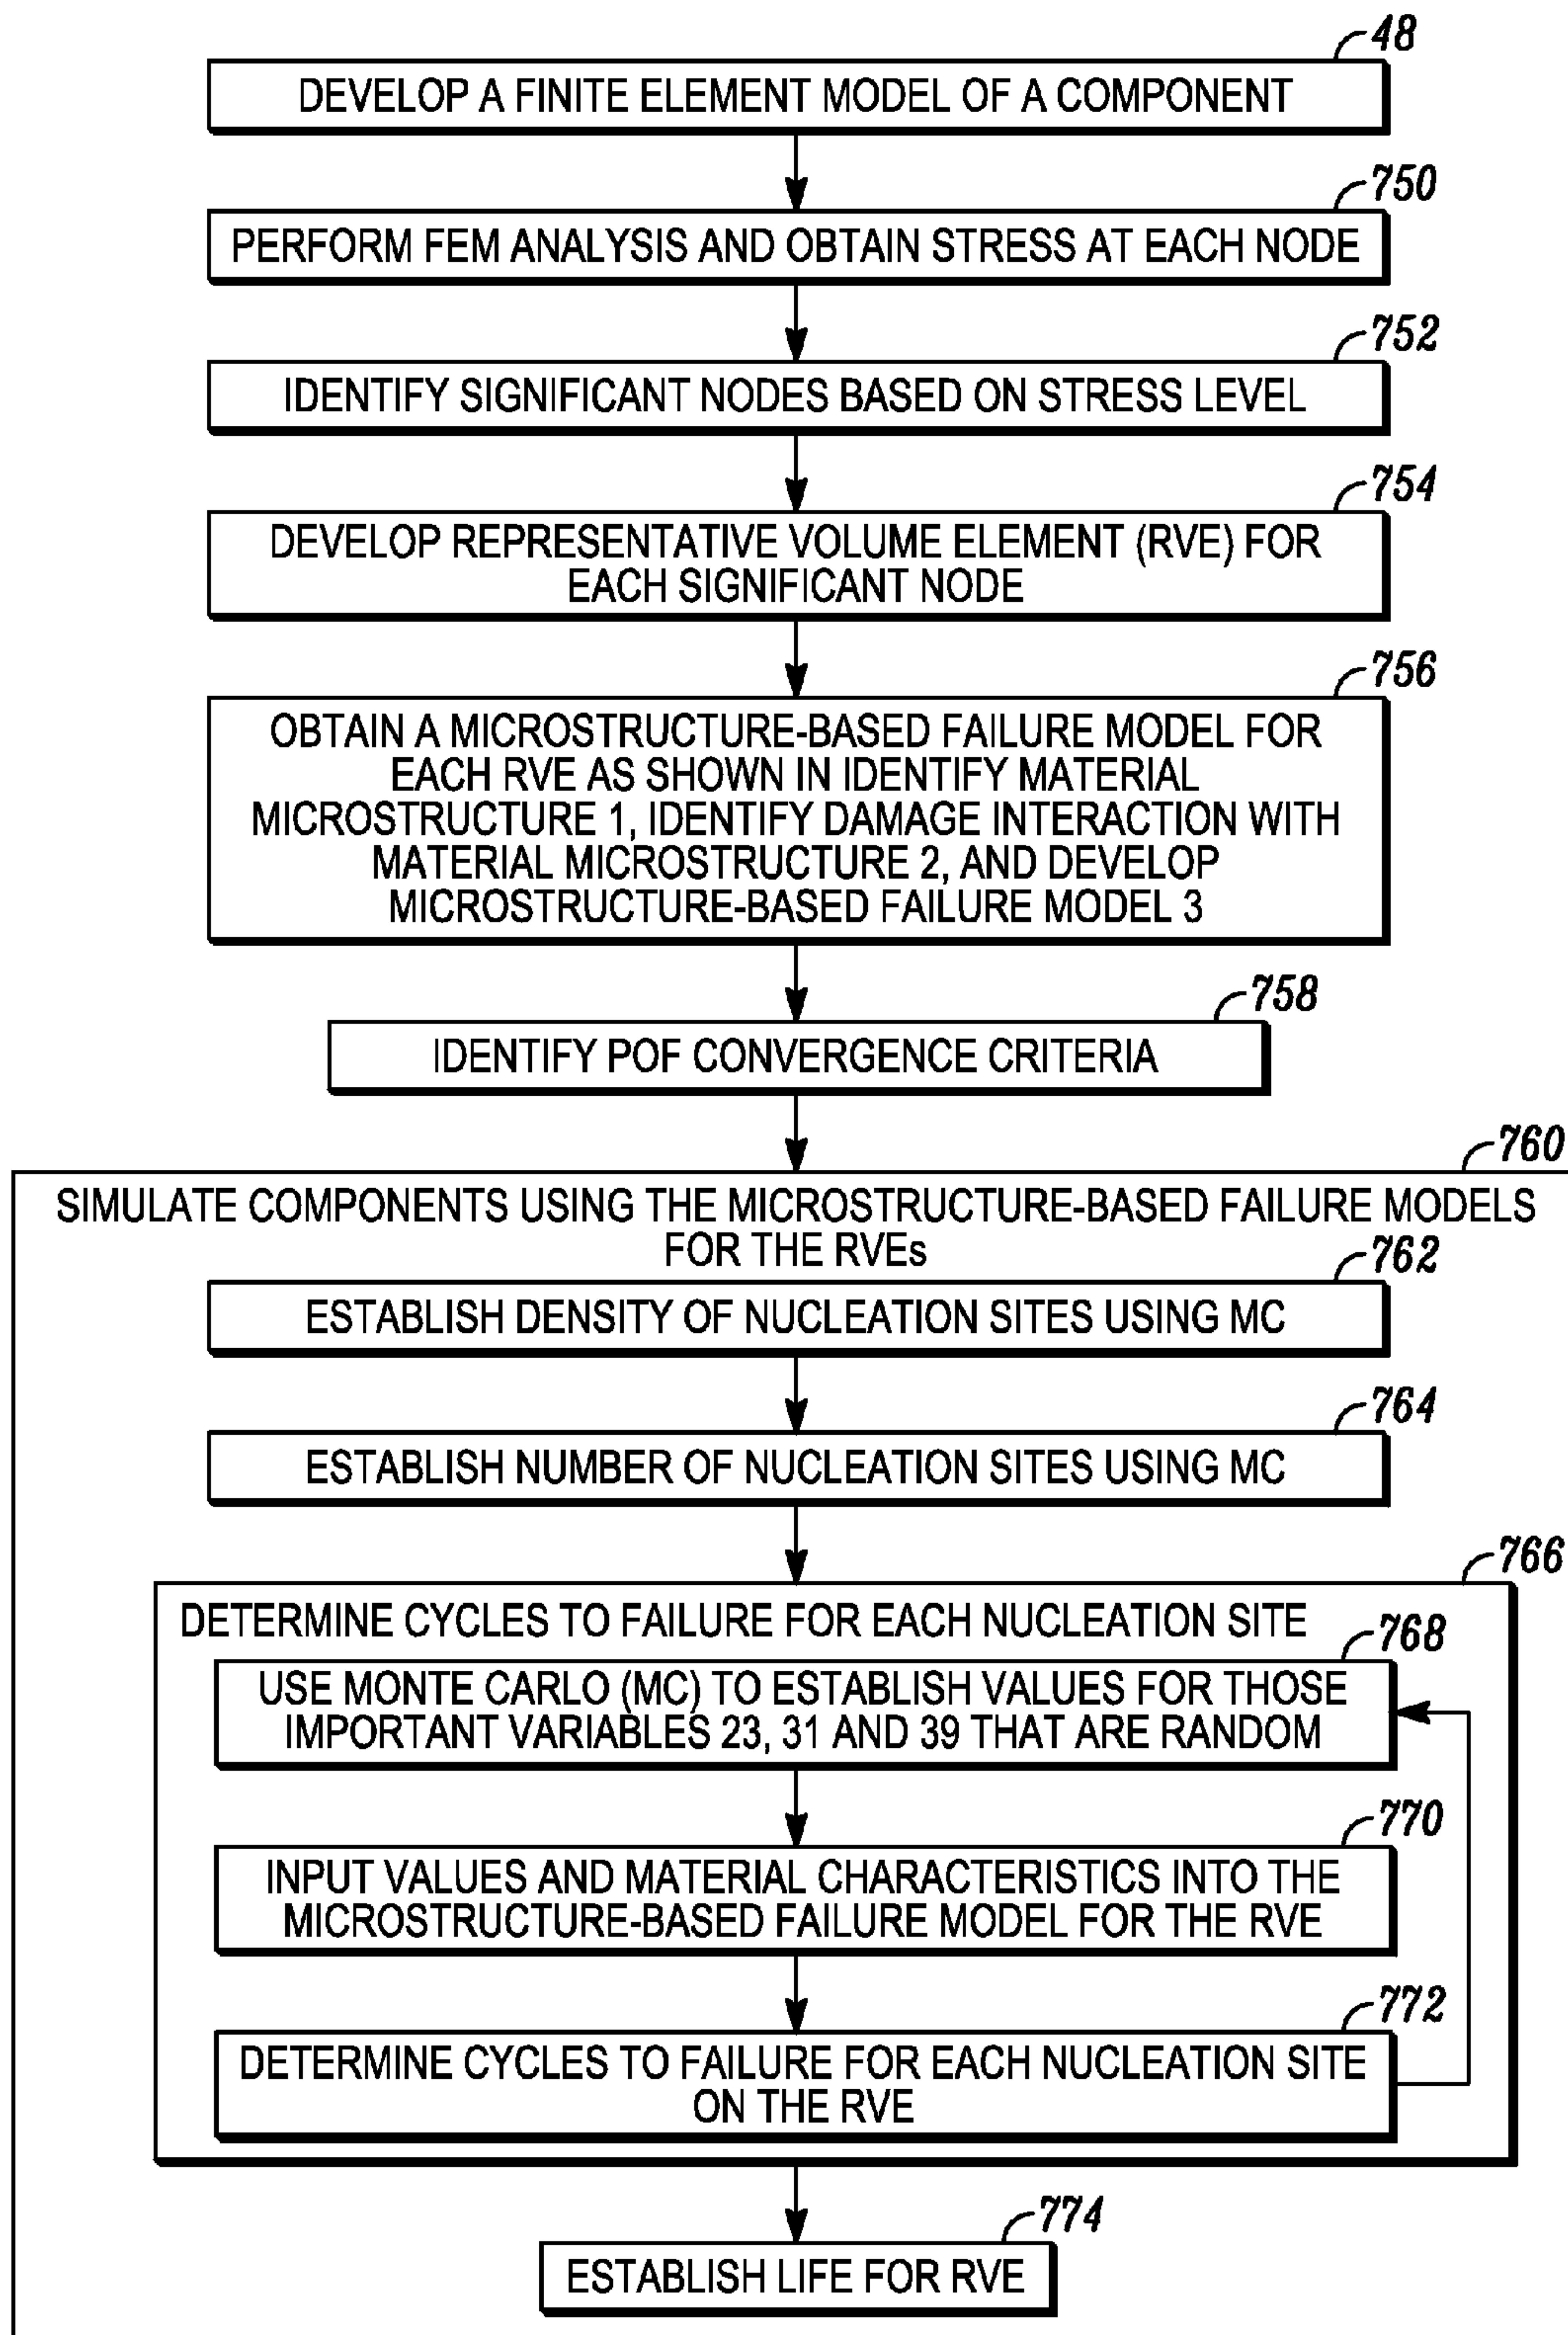 48
DEVELOP A FINITE ELEMENT MODEL OF A COMPONENT
750
PERFORM FEM ANALYSIS AND OBTAIN STRESS AT EACH NODE
752
IDENTIFY SIGNIFICANT NODES BASED ON STRESS LEVEL
754
DEVELOP REPRESENTATIVE VOLUME ELEMENT (RVE) FOR
EACH SIGNIFICANT NODE
756
OBTAIN A MICROSTRUCTURE-BASED FAILURE MODEL FOR
EACH RVE AS SHOWN IN IDENTIFY MATERIAL
MICROSTRUCTURE 1, IDENTIFY DAMAGE INTERACTION WITH
MATERIAL MICROSTRUCTURE 2, AND DEVELOP
MICROSTRUCTURE-BASED FAILURE MODEL 3
758
IDENTIFY POF CONVERGENCE CRITERIA
760
SIMULATE COMPONENTS USING THE MICROSTRUCTURE-BASED FAILURE MODELS
FOR THE RVEs
762
ESTABLISH DENSITY OF NUCLEATION SITES USING MC
764
ESTABLISH NUMBER OF NUCLEATION SITES USING MC
766
DETERMINE CYCLES TO FAILURE FOR EACH NUCLEATION SITE
768
USE MONTE CARLO (MC) TO ESTABLISH VALUES FOR THOSE
IMPORTANT VARIABLES 23, 31 AND 39 THAT ARE RANDOM
770
INPUT VALUES AND MATERIAL CHARACTERISTICS INTO THE
MICROSTRUCTURE-BASED FAILURE MODEL FOR THE RVE
772
DETERMINE CYCLES TO FAILURE FOR EACH NUCLEATION SITE
ON THE RVE
774
ESTABLISH LIFE FOR RVE